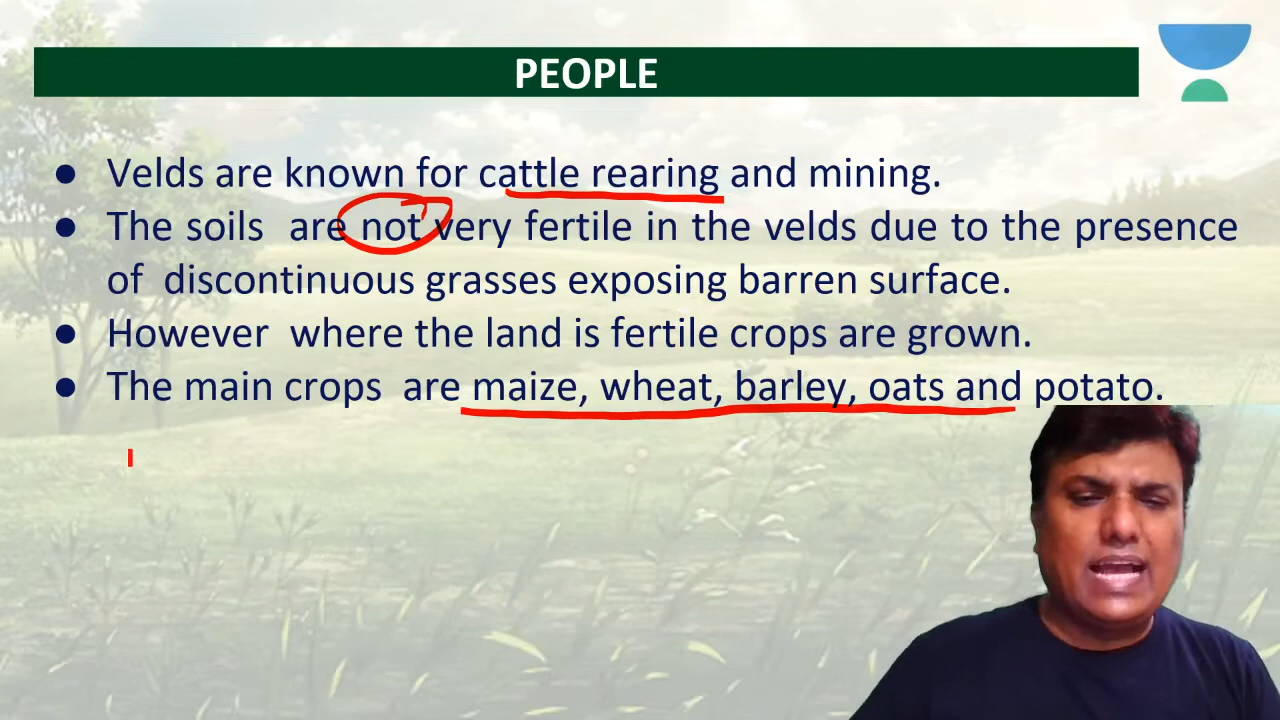 PEOPLE
● Velds are known for cattle rearing and mining.
● The soils are not very fertile in the velds due to the presence
of discontinuous grasses exposing barren surface.
● However where the land is fertile crops are grown.
● The main crops are maize, wheat, barley, oats and potato.